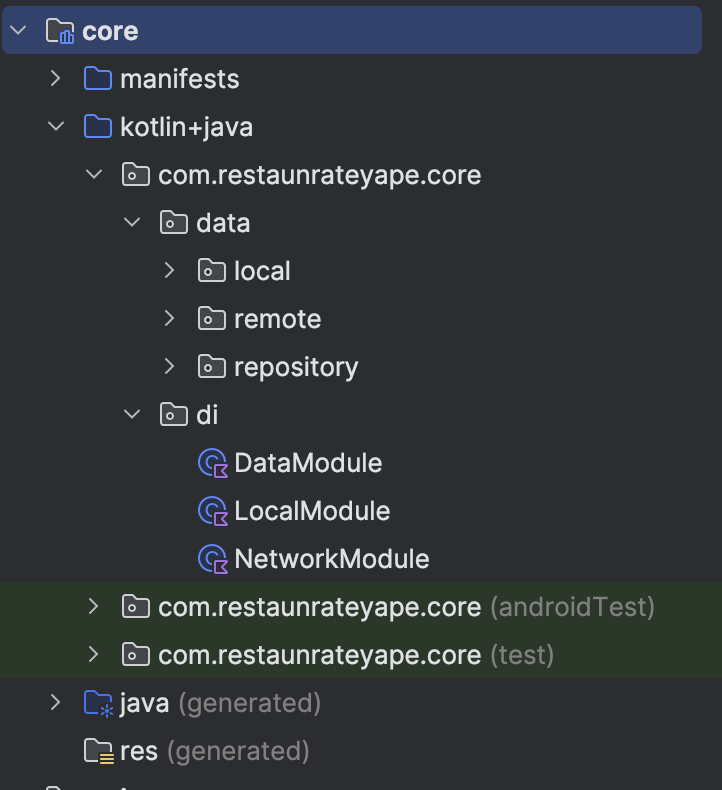 core
manifests
kotlin+java
com.restaunrateyape.core
data
local
remote
repository
di
DataModule
LocalModule
NetworkModule
com.restaunrateyape.core (androidTest)
com.restaunrateyape.core (test)
java (generated)
res (generated)